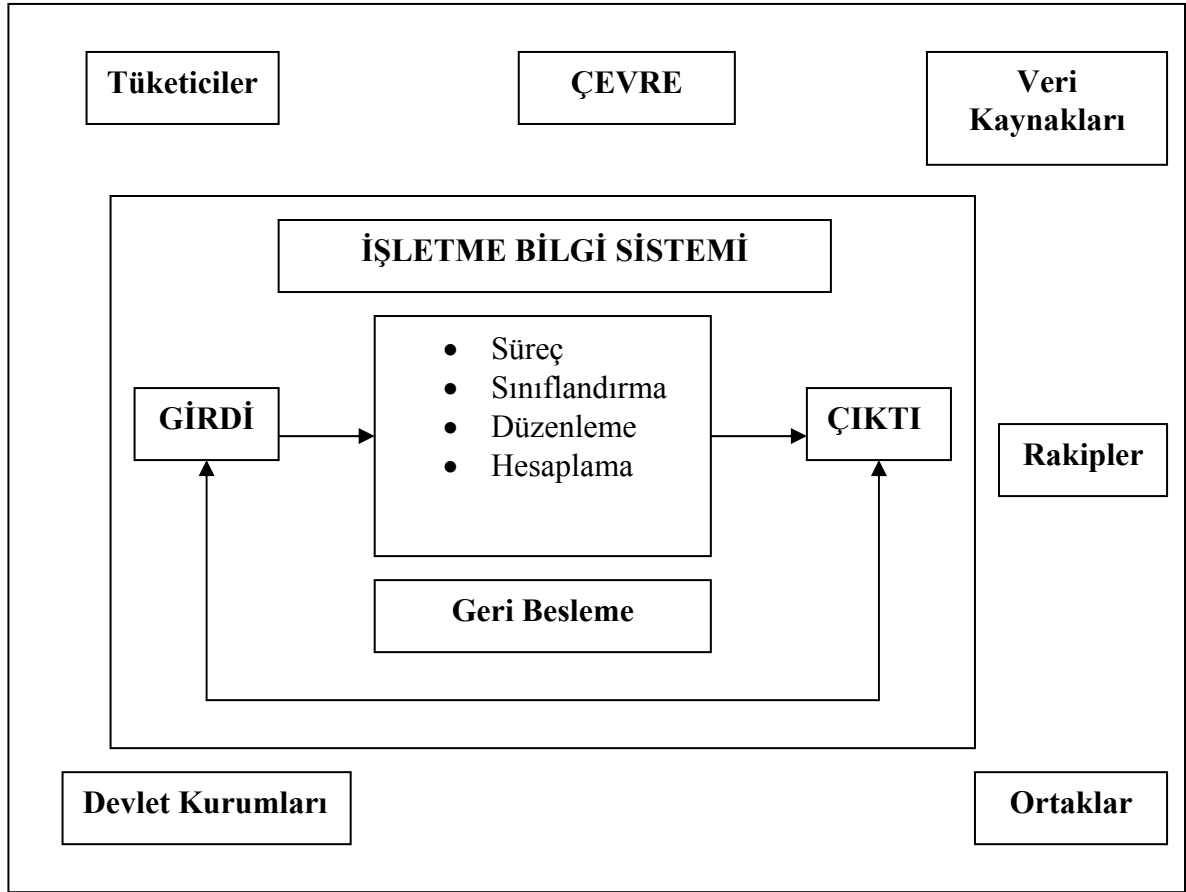 Tüketiciler
ÇEVRE
Veri
Kaynakları
İŞLETME BİLGİ SİSTEMİ
• Süreç
• Sınıflandırma
• Düzenleme
• Hesaplama
GİRDİ
ÇIKTI
Rakipler
Geri Besleme
Devlet Kurumları
Ortaklar